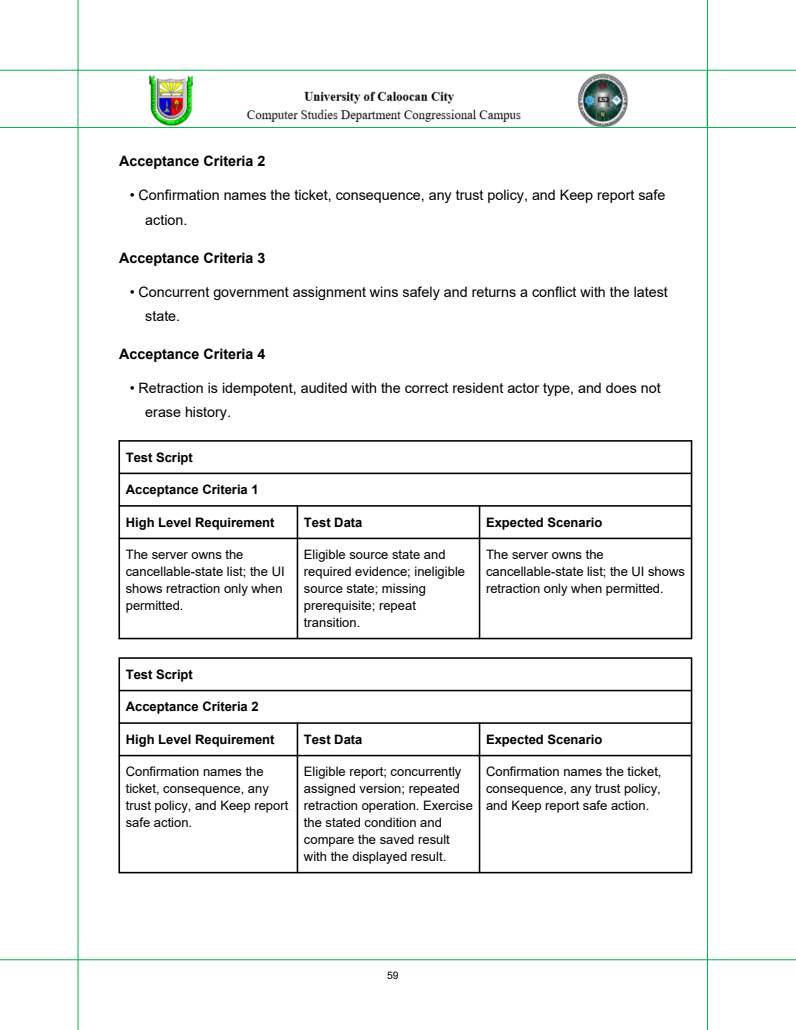 University of Caloocan City
Computer Studies Department Congressional Campus
Acceptance Criteria 2
• Confirmation names the ticket, consequence, any trust policy, and Keep report safe
action.
Acceptance Criteria 3
• Concurrent government assignment wins safely and returns a conflict with the latest
state.
Acceptance Criteria 4
• Retraction is idempotent, audited with the correct resident actor type, and does not
erase history.
Test Script
Acceptance Criteria 1
High Level Requirement
Test Data
Expected Scenario
The server owns the
cancellable-state list; the UI
shows retraction only when
permitted.
Eligible source state and
required evidence; ineligible
source state; missing
prerequisite; repeat
transition.
The server owns the
cancellable-state list; the UI shows
retraction only when permitted.
Test Script
Acceptance Criteria 2
High Level Requirement
Test Data
Expected Scenario
Confirmation names the
ticket, consequence, any
trust policy, and Keep report
safe action.
Eligible report; concurrently
assigned version; repeated
retraction operation. Exercise
the stated condition and
compare the saved result
with the displayed result.
Confirmation names the ticket,
consequence, any trust policy,
and Keep report safe action.
59